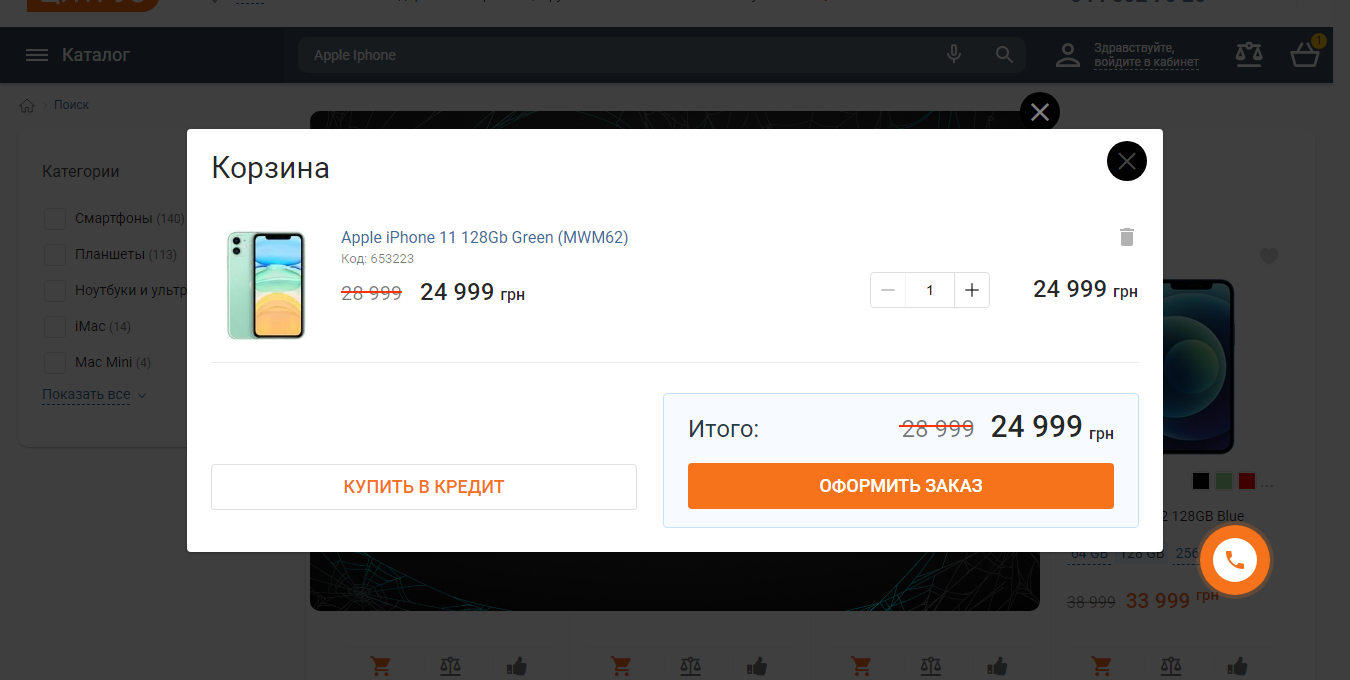 Каталог
Apple Iphone
Здравствуйте,
войдите в кабинет
1
Поиск
Категории
Смартфоны (140)
Планшеты (113)
Ноутбуки и ультр
iMac (14)
Mac Mini (4)
Показать все
Корзина
Apple iPhone 11 128Gb Green (MWM62)
Код: 653223
28 999 24 999 грн
1
24 999 грн
Итого: 28 999 24 999 грн
КУПИТЬ В КРЕДИТ
ОФОРМИТЬ ЗАКАЗ
...
2 128GB Blue
64 GB 128 GB 256
38 999 33 999 грн